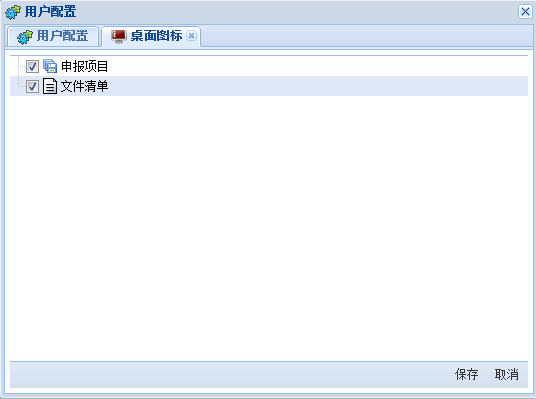 用户配置
用户配置 桌面图标
申报项目
文件清单
保存 取消